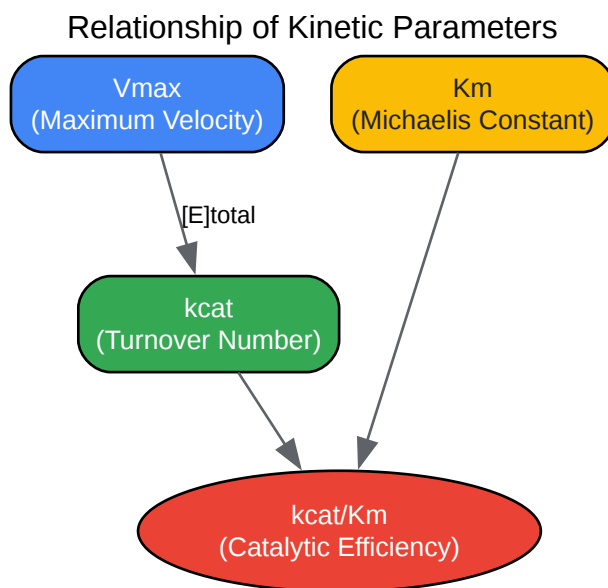 Relationship of Kinetic Parameters
Vmax
(Maximum Velocity)
Km
(Michaelis Constant)
[E]total
kcat
(Turnover Number)
kcat/Km
(Catalytic Efficiency)